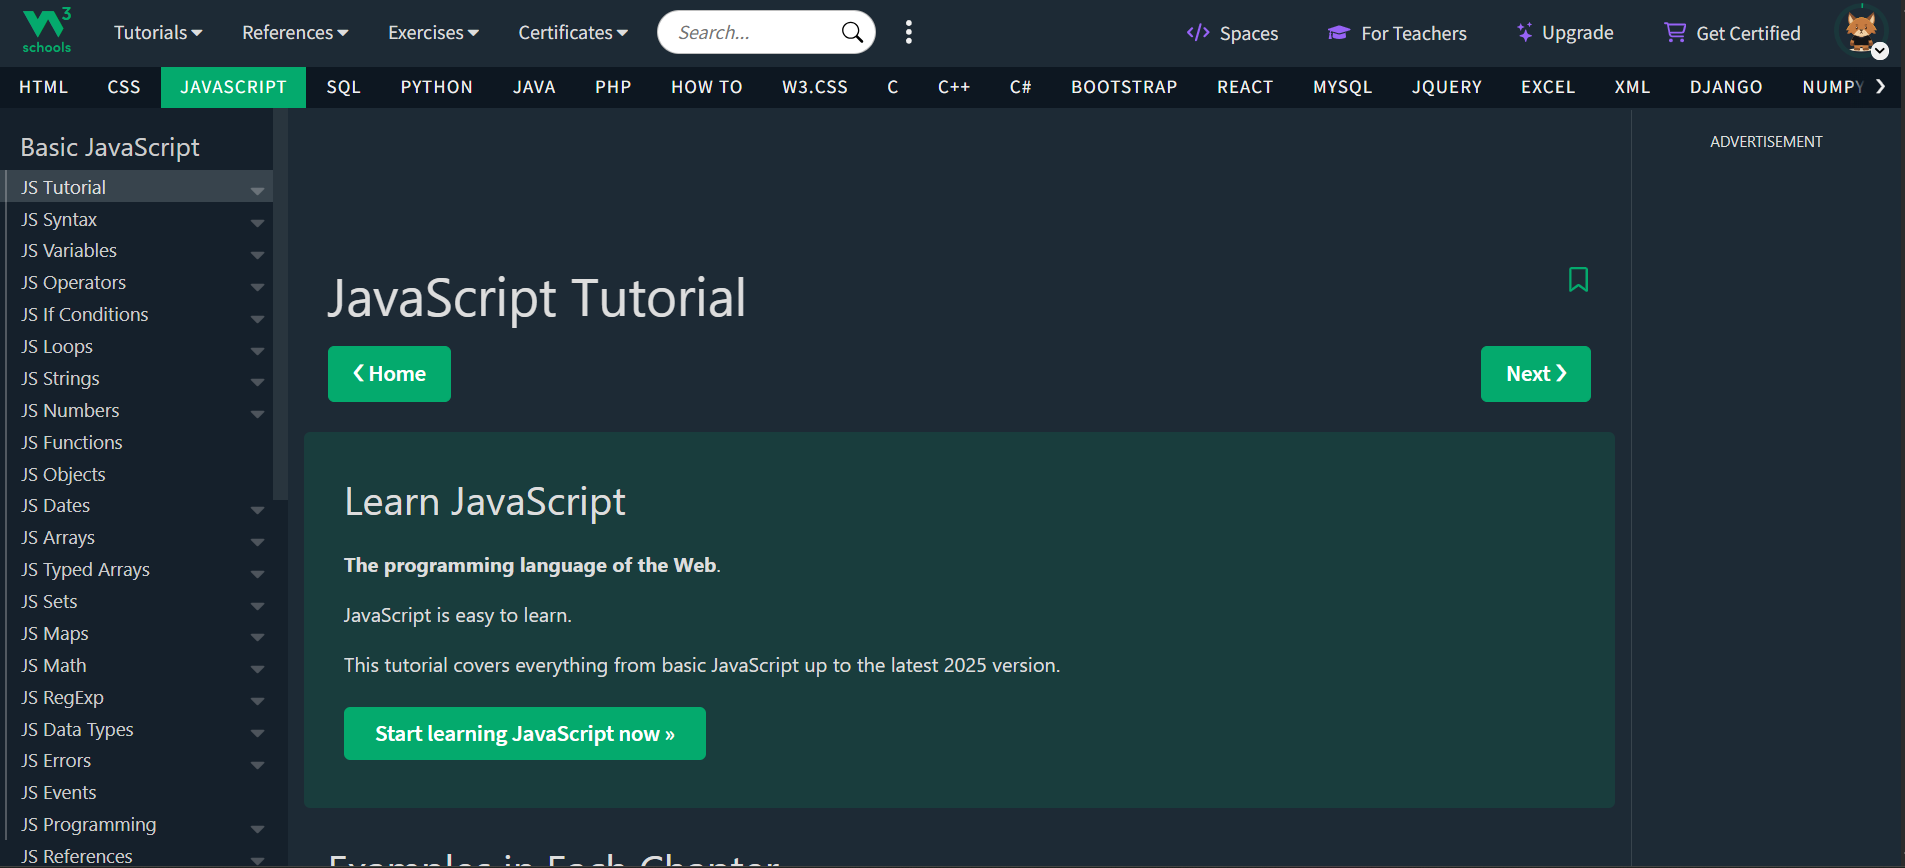 W3
schools
Tutorials
References
Exercises
Certificates
Search...
Spaces
For Teachers
Upgrade
Get Certified
HTML
CSS
JAVASCRIPT
SQL
PYTHON
JAVA
PHP
HOW TO
W3.CSS
C
C++
C#
BOOTSTRAP
REACT
MYSQL
JQUERY
EXCEL
XML
DJANGO
NUMPY
Basic JavaScript
JS Tutorial
JS Syntax
JS Variables
JS Operators
JS If Conditions
JS Loops
JS Strings
JS Numbers
JS Functions
JS Objects
JS Dates
JS Arrays
JS Typed Arrays
JS Sets
JS Maps
JS Math
JS RegExp
JS Data Types
JS Errors
JS Events
JS Programming
JS References
JavaScript Tutorial
❮ Home
Next ❯
Learn JavaScript
The programming language of the Web.
JavaScript is easy to learn.
This tutorial covers everything from basic JavaScript up to the latest 2025 version.
Start learning JavaScript now »
Examples in Each Chapter
ADVERTISEMENT